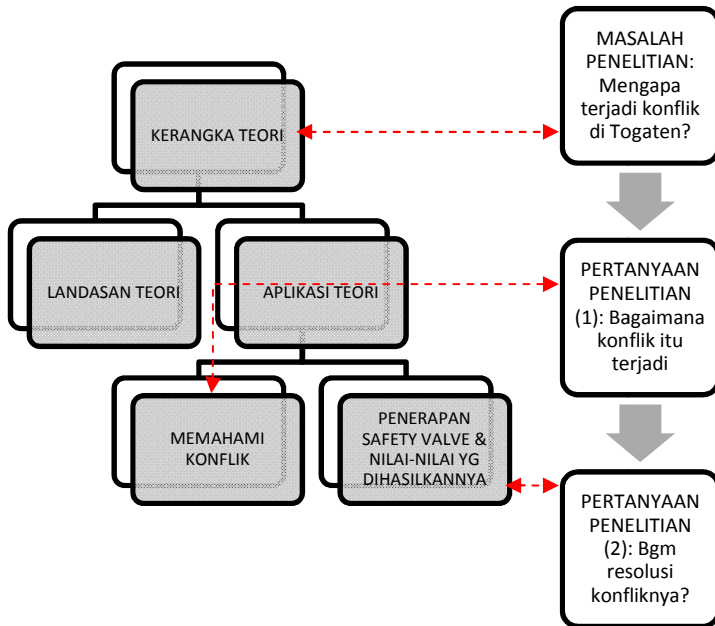 KERANGKA TEORI
LANDASAN TEORI
APLIKASI TEORI
MEMAHAMI
KONFLIK
PENERAPAN
SAFETY VALVE &
NILAI-NILAI YG
DIHASILKANNYA
MASALAH
PENELITIAN:
Mengapa
terjadi konflik
di Togaten?
PERTANYAAN
PENELITIAN
(1): Bagaimana
konflik itu
terjadi
PERTANYAAN
PENELITIAN
(2): Bgm
resolusi
konfliknya?